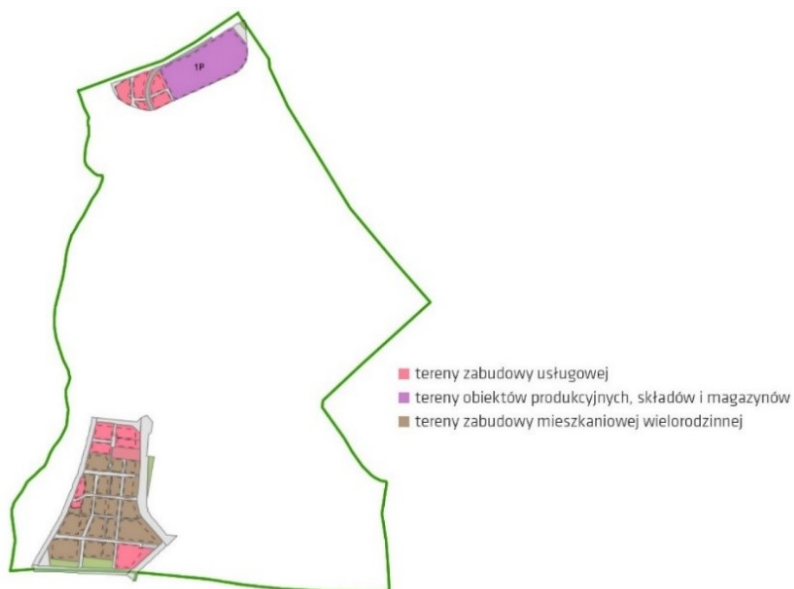 1P
tereny zabudowy usługowej
tereny obiektów produkcyjnych, składów i magazynów
tereny zabudowy mieszkaniowej wielorodzinnej